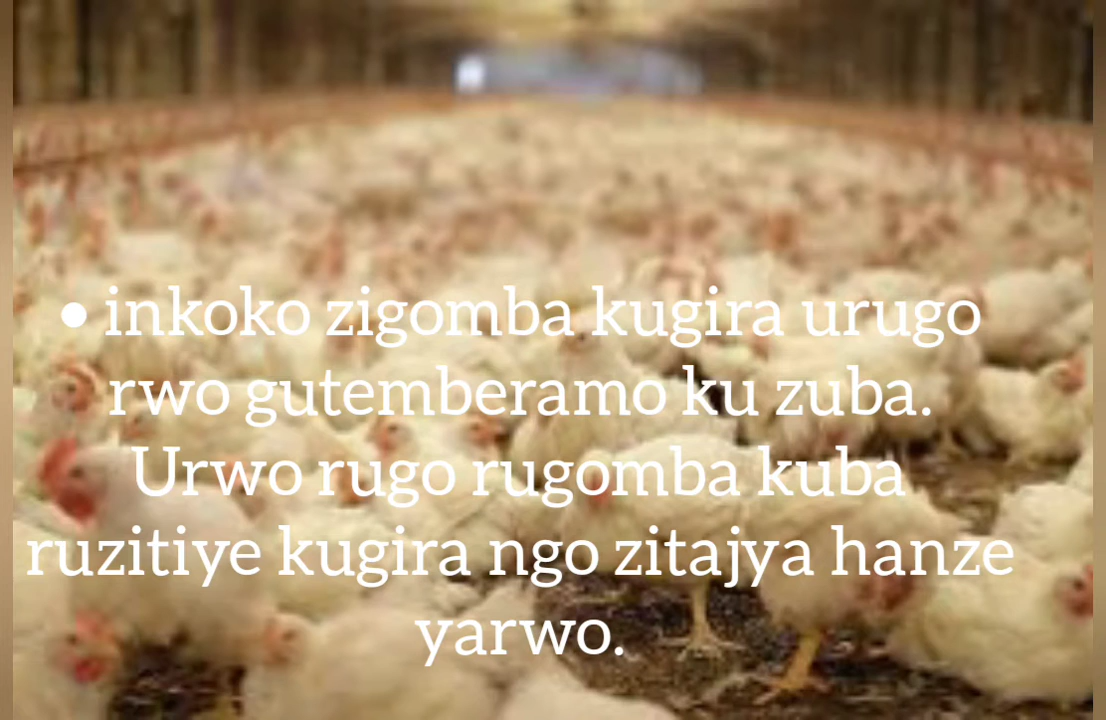 • inkoko zigomba kugira urugo
rwo gutemberamo ku zuba.
Urwo rugo rugomba kuba
ruzitiye kugira ngo zitajya hanze
yarwo.